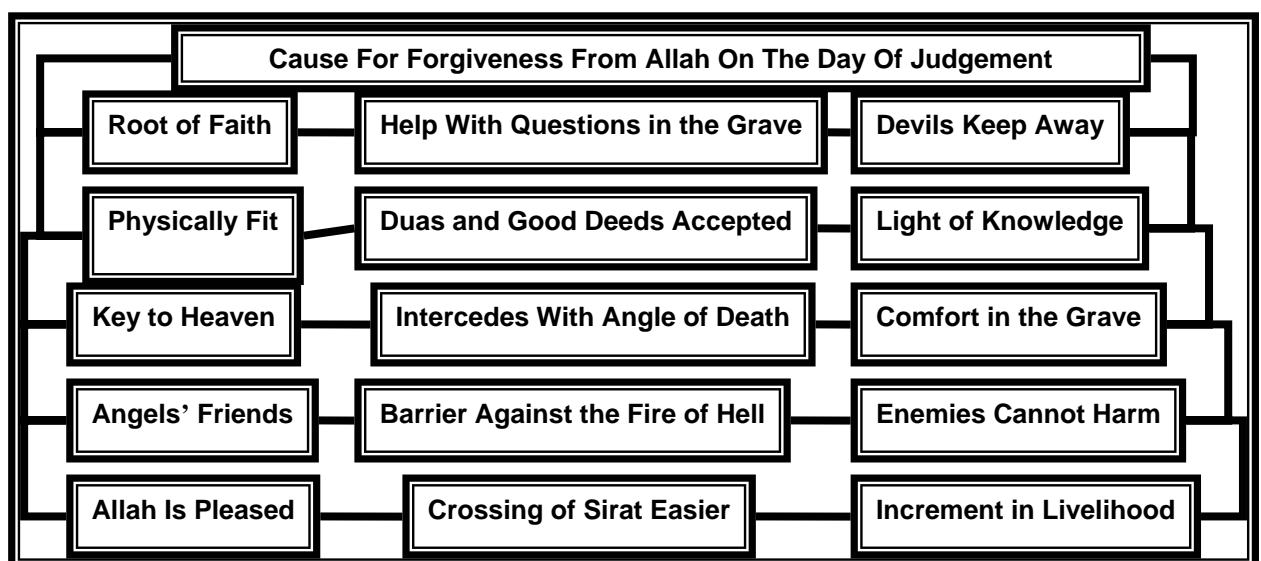 Cause For Forgiveness From Allah On The Day Of Judgement
Root of Faith
Help With Questions in the Grave
Devils Keep Away
Physically Fit
Duas and Good Deeds Accepted
Light of Knowledge
Key to Heaven
Intercedes With Angle of Death
Comfort in the Grave
Angels’ Friends
Barrier Against the Fire of Hell
Enemies Cannot Harm
Allah Is Pleased
Crossing of Sirat Easier
Increment in Livelihood